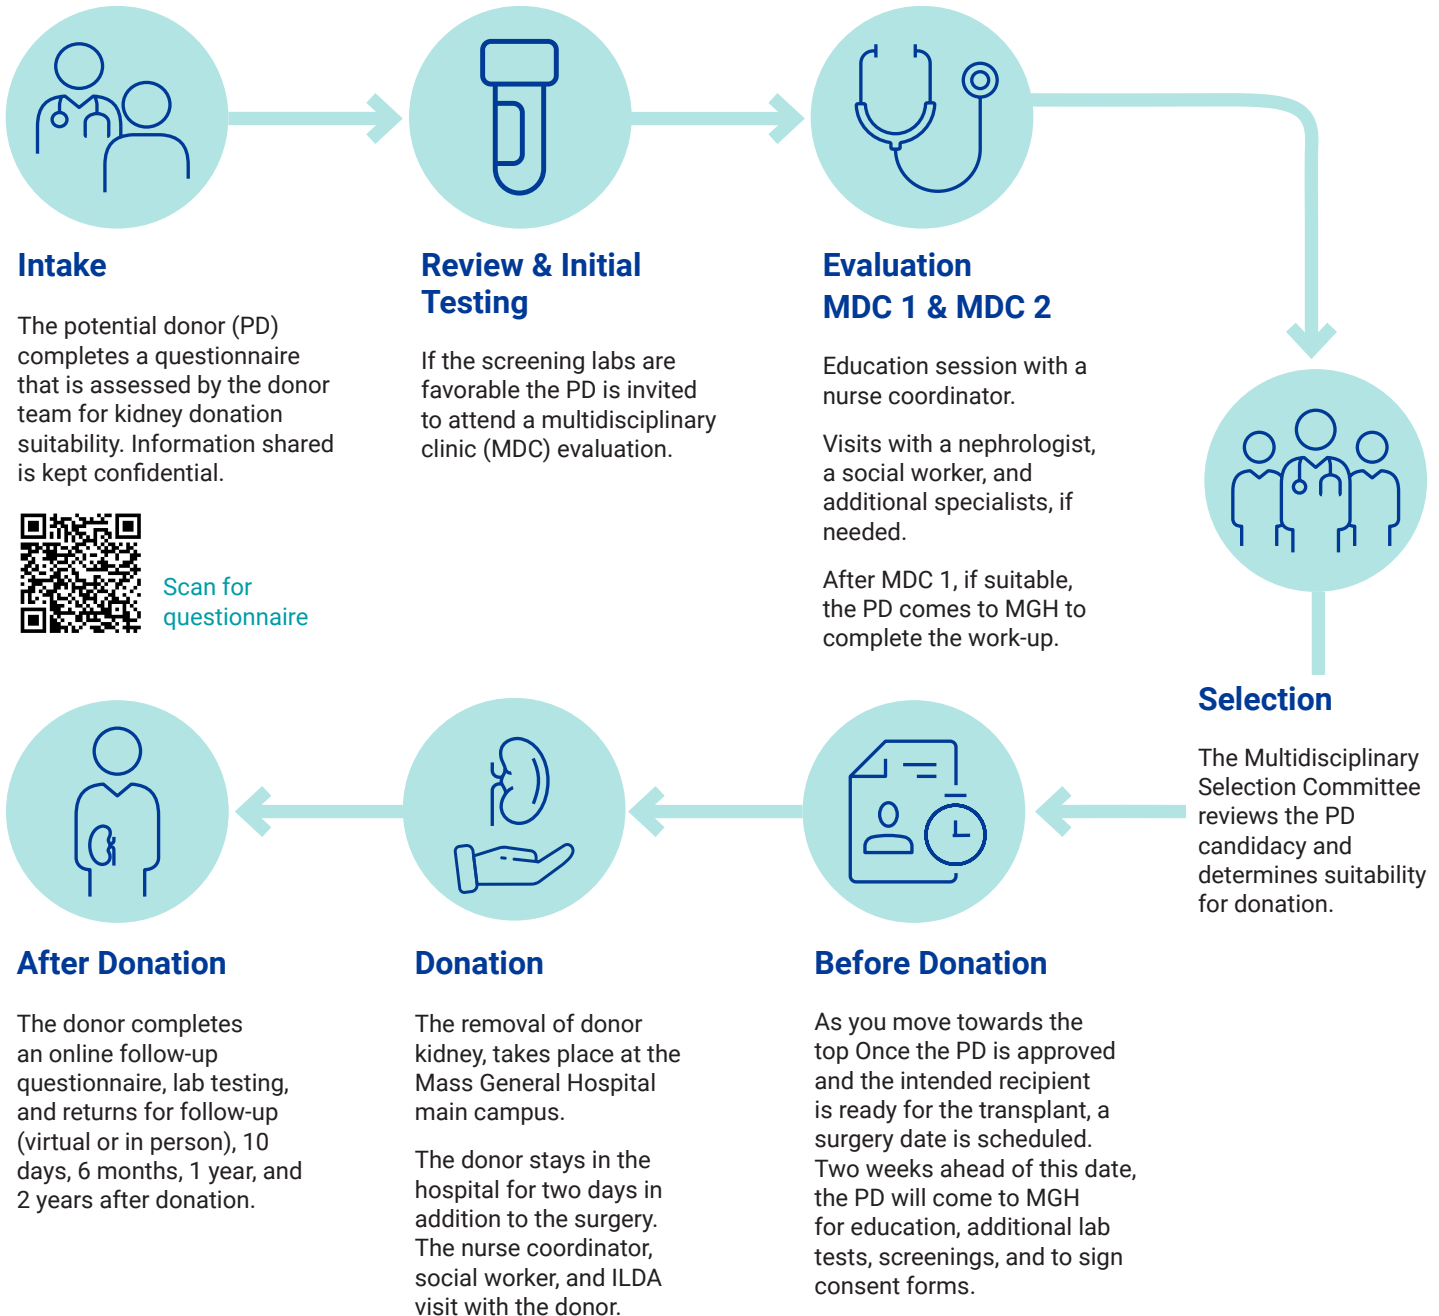 Intake
The potential donor (PD)
completes a questionnaire
that is assessed by the donor
team for kidney donation
suitability. Information shared
is kept confidential.
Scan for
questionnaire
Review & Initial
Testing
If the screening labs are
favorable the PD is invited
to attend a multidisciplinary
clinic (MDC) evaluation.
Evaluation
MDC 1 & MDC 2
Education session with a
nurse coordinator.
Visits with a nephrologist,
a social worker, and
additional specialists, if
needed.
After MDC 1, if suitable,
the PD comes to MGH to
complete the work-up.
Selection
The Multidisciplinary
Selection Committee
reviews the PD
candidacy and
determines suitability
for donation.
Before Donation
As you move towards the
top Once the PD is approved
and the intended recipient
is ready for the transplant, a
surgery date is scheduled.
Two weeks ahead of this date,
the PD will come to MGH
for education, additional lab
tests, screenings, and to sign
consent forms.
Donation
The removal of donor
kidney, takes place at the
Mass General Hospital
main campus.
The donor stays in the
hospital for two days in
addition to the surgery.
The nurse coordinator,
social worker, and ILDA
visit with the donor.
After Donation
The donor completes
an online follow-up
questionnaire, lab testing,
and returns for follow-up
(virtual or in person), 10
days, 6 months, 1 year, and
2 years after donation.